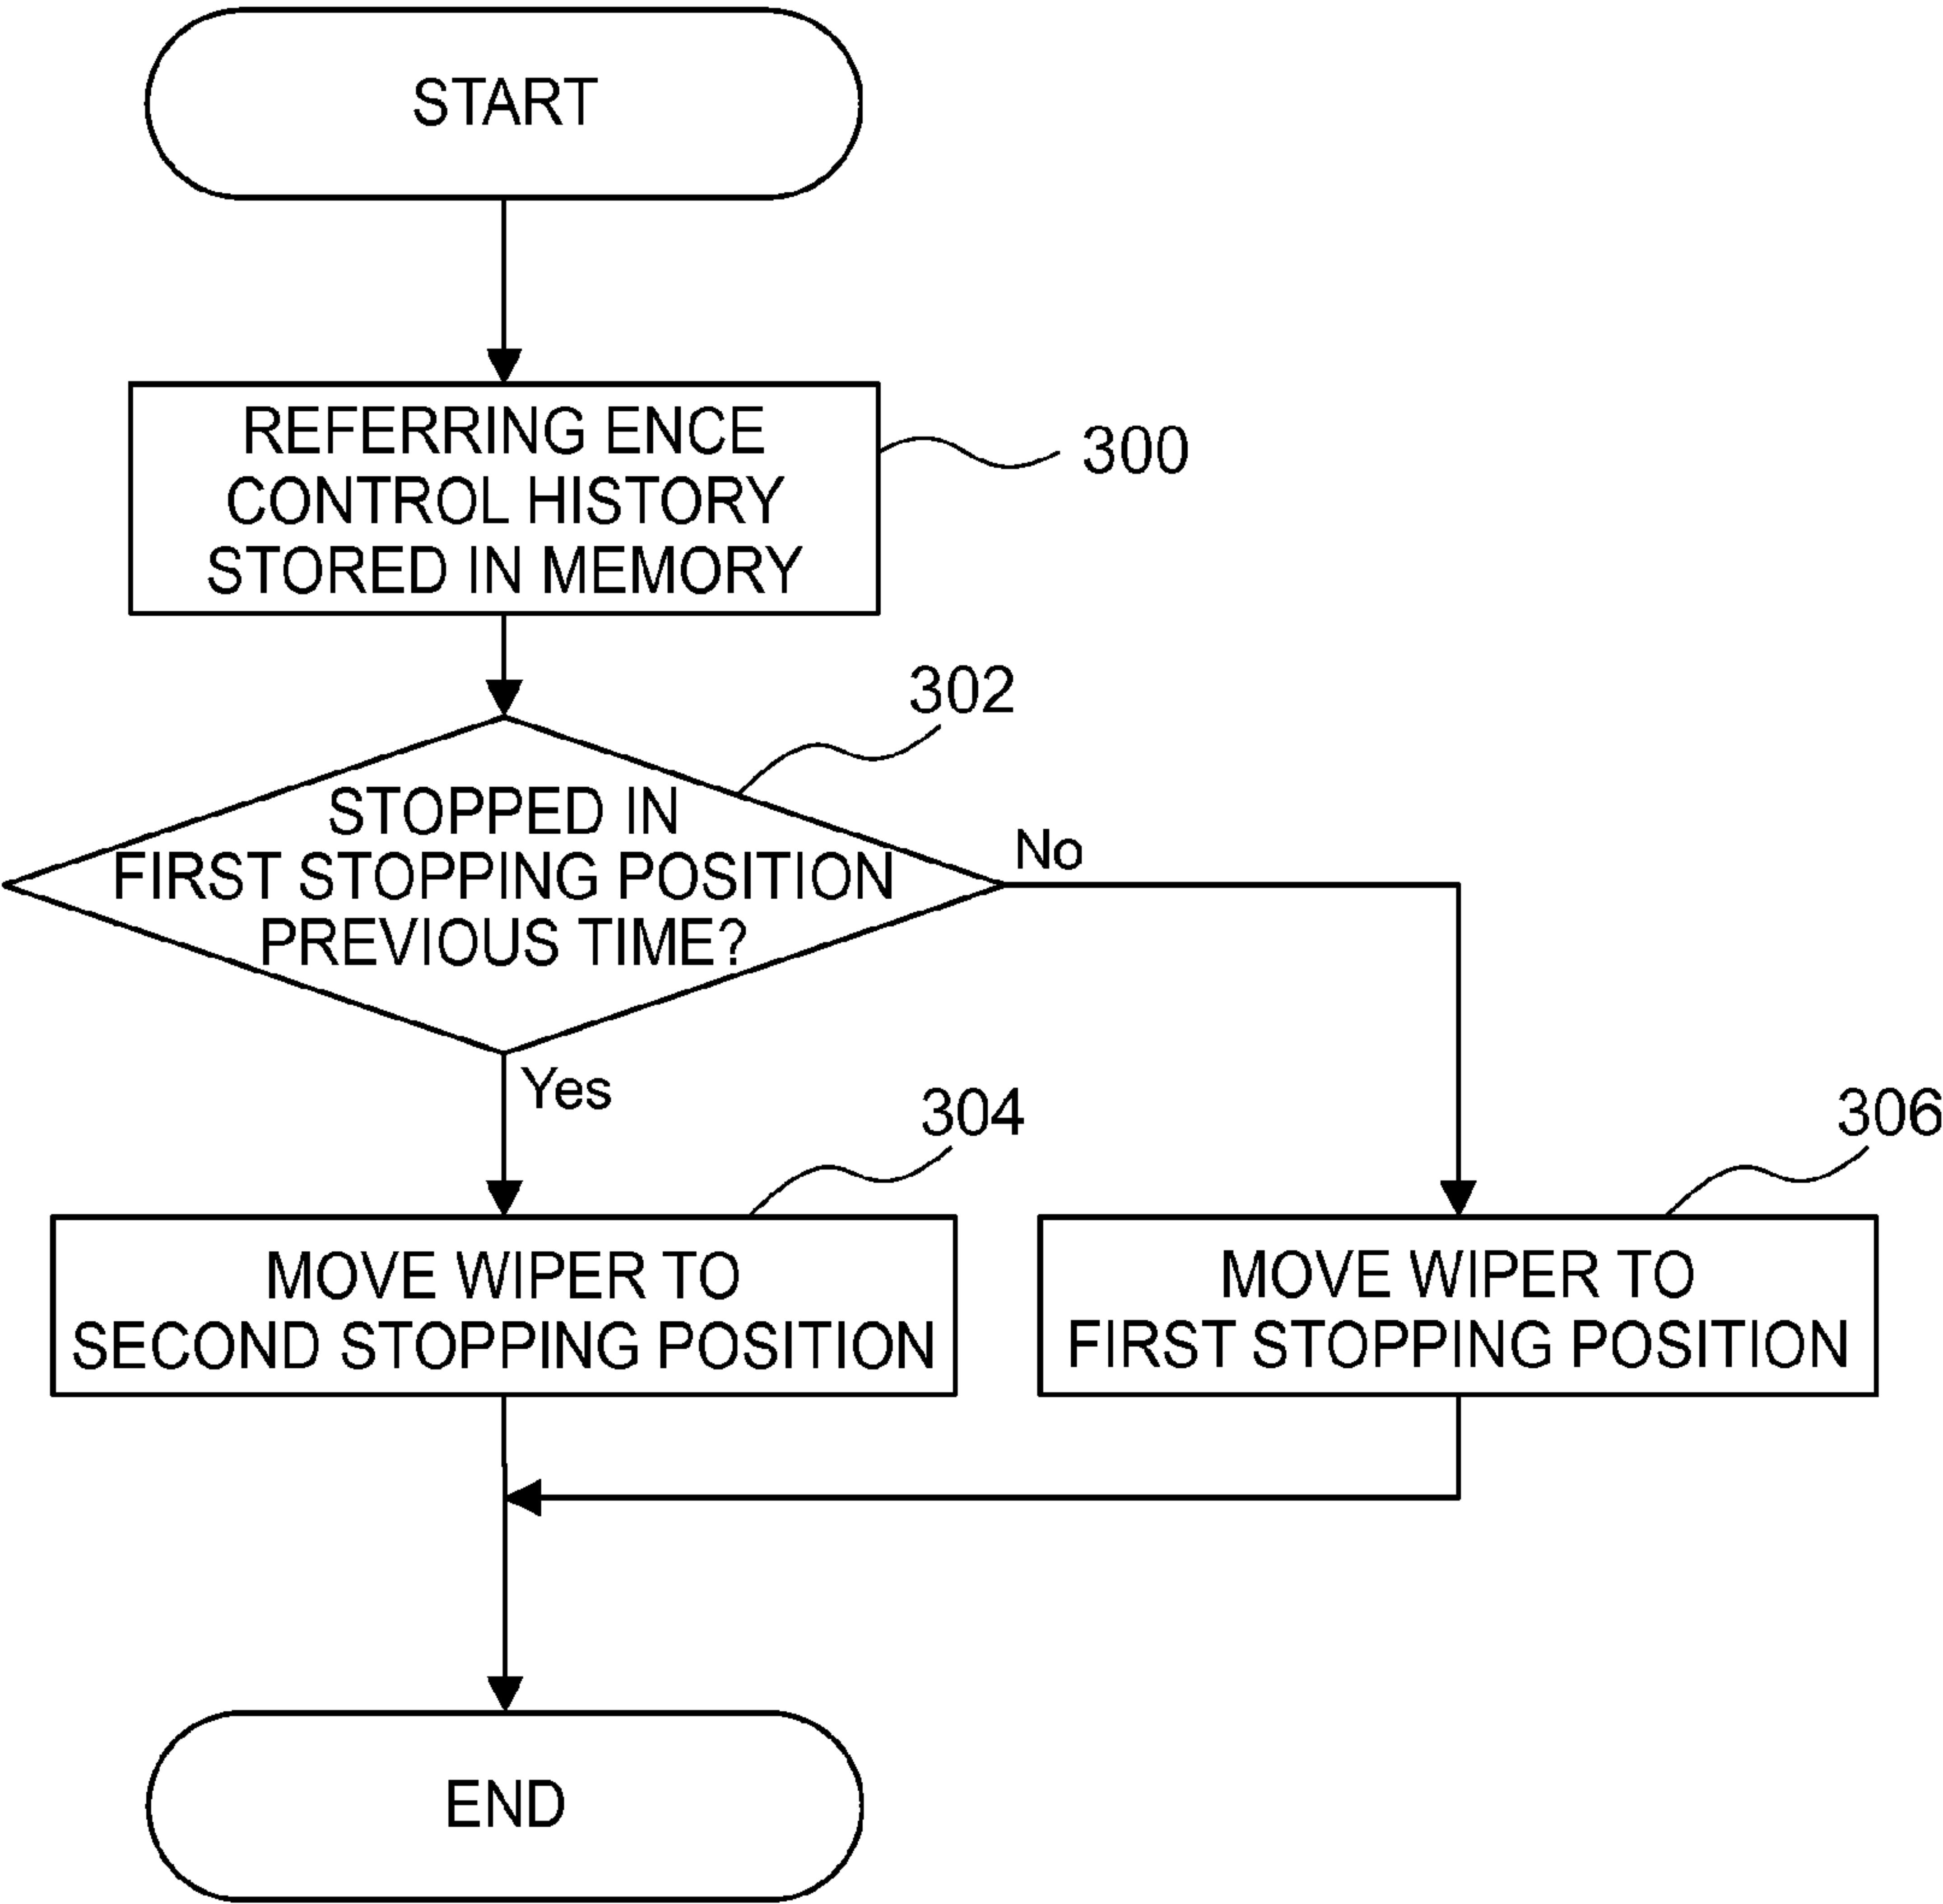 START
REFERRING ENCE
CONTROL HISTORY
STORED IN MEMORY
300
302
STOPPED IN
FIRST STOPPING POSITION
PREVIOUS TIME?
No
Yes
304
306
MOVE WIPER TO
SECOND STOPPING POSITION
MOVE WIPER TO
FIRST STOPPING POSITION
END